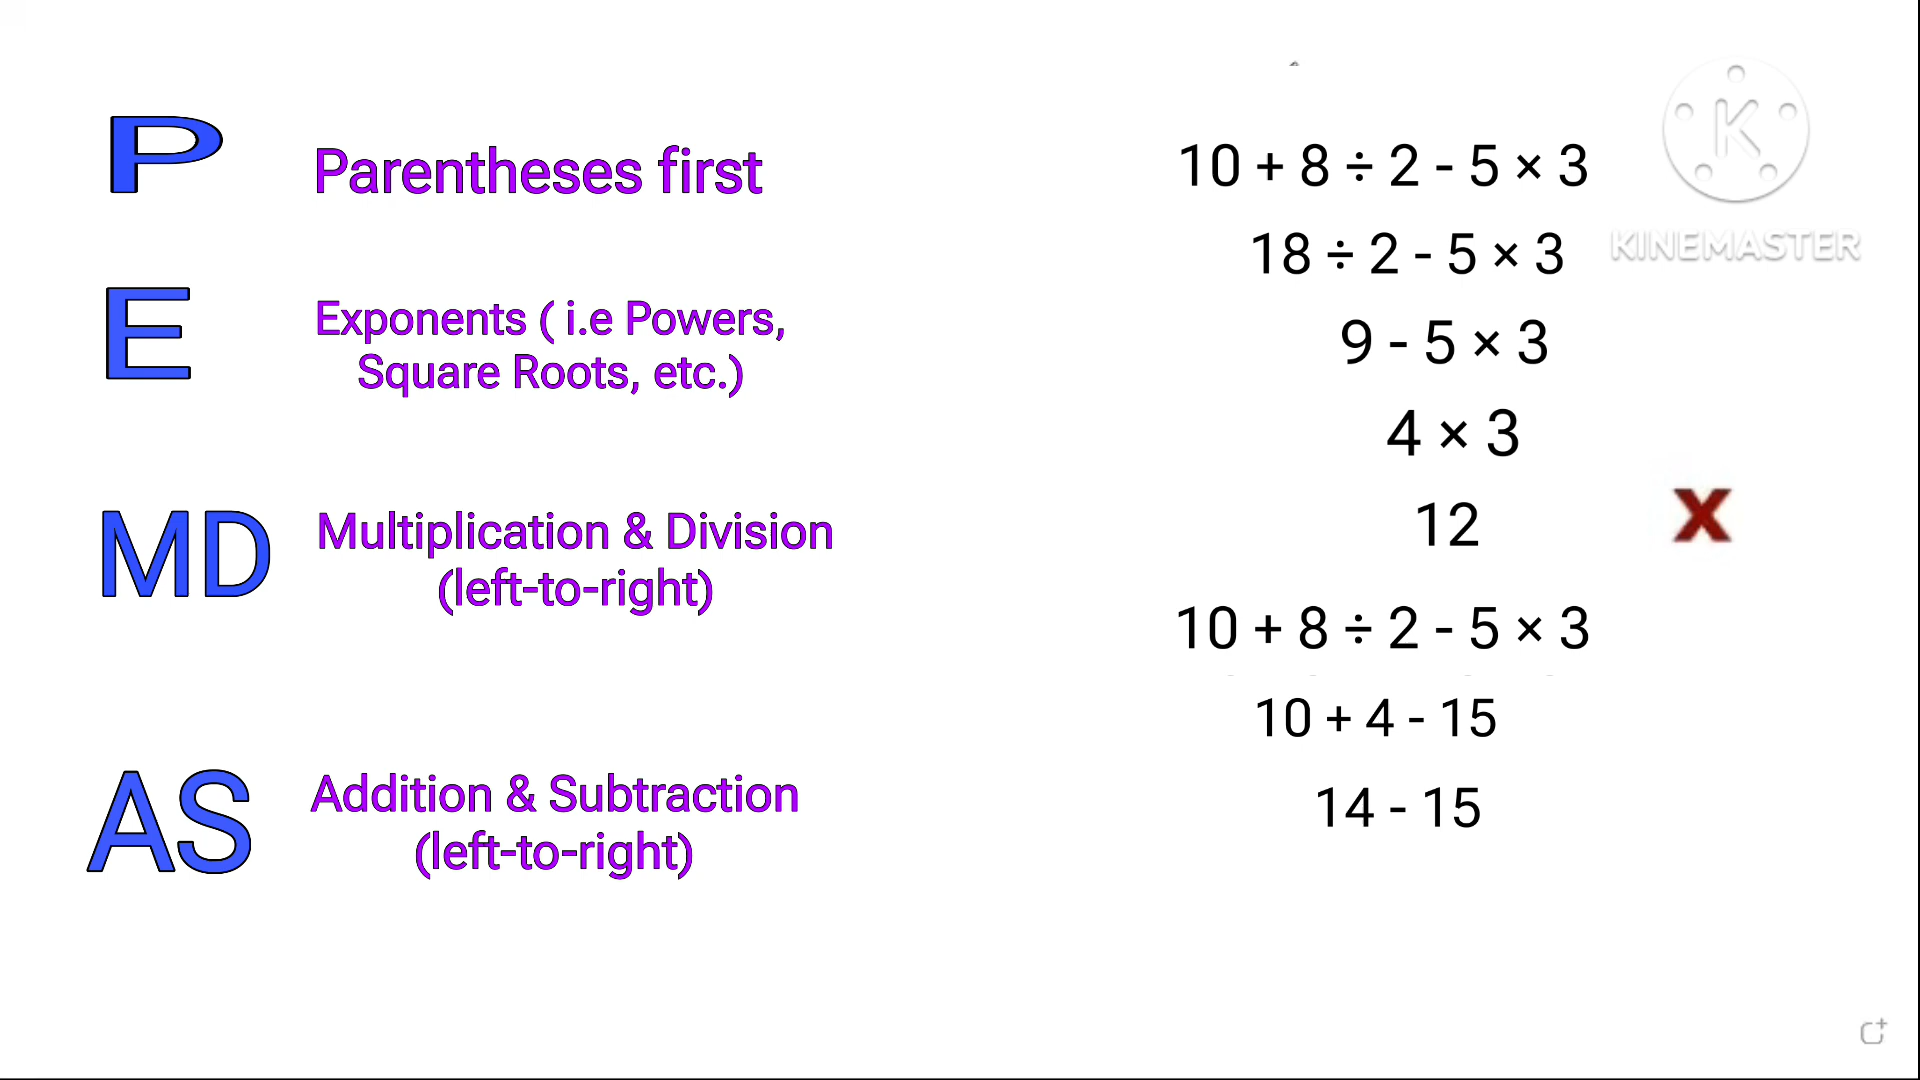 P
Parentheses first
E
Exponents ( i.e Powers,
Square Roots, etc.)
MD
Multiplication & Division
(left-to-right)
AS
Addition & Subtraction
(left-to-right)
10 + 8 ÷ 2 - 5 × 3
18 ÷ 2 - 5 × 3
9 - 5 × 3
4 × 3
12
X
10 + 8 ÷ 2 - 5 × 3
10 + 4 - 15
14 - 15
K
KINEMASTER